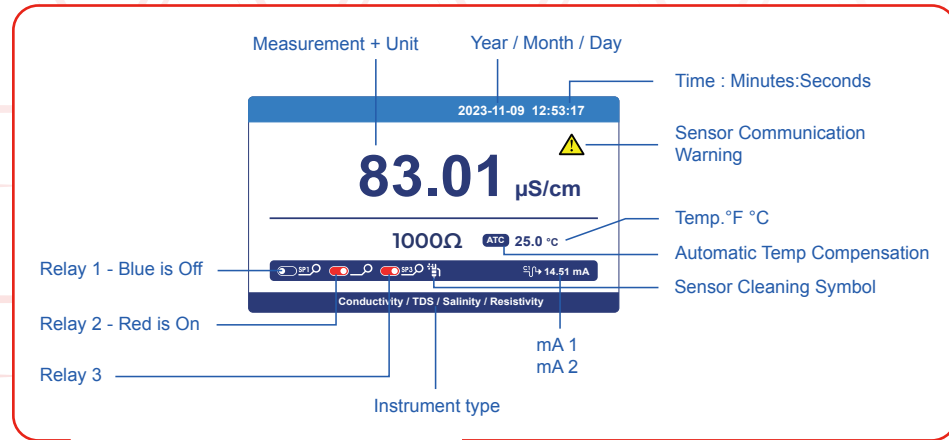 Measurement + Unit
Year / Month / Day
Time : Minutes:Seconds
2023-11-09 12:53:17
Sensor Communication
Warning
83.01 µS/cm
Temp.°F °C
1000Ω ATC 25.0 °C
Automatic Temp Compensation
Relay 1 - Blue is Off
SP1 SP3 14.51 mA
Sensor Cleaning Symbol
Conductivity / TDS / Salinity / Resistivity
Relay 2 - Red is On
mA 1
mA 2
Relay 3
Instrument type